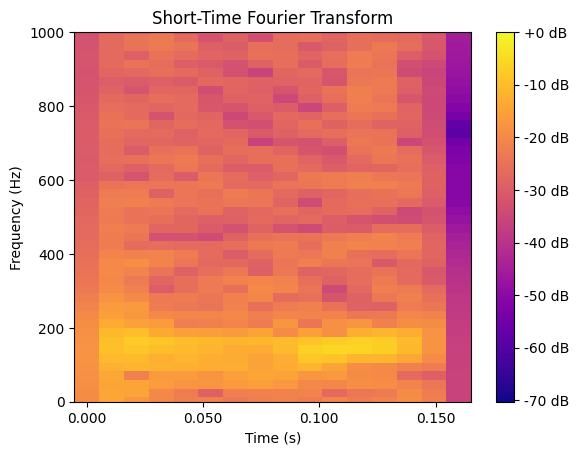 Short-Time Fourier Transform
1000
800
600
400
200
0
Frequency (Hz)
0.000
0.050
0.100
0.150
Time (s)
+0 dB
-10 dB
-20 dB
-30 dB
-40 dB
-50 dB
-60 dB
-70 dB